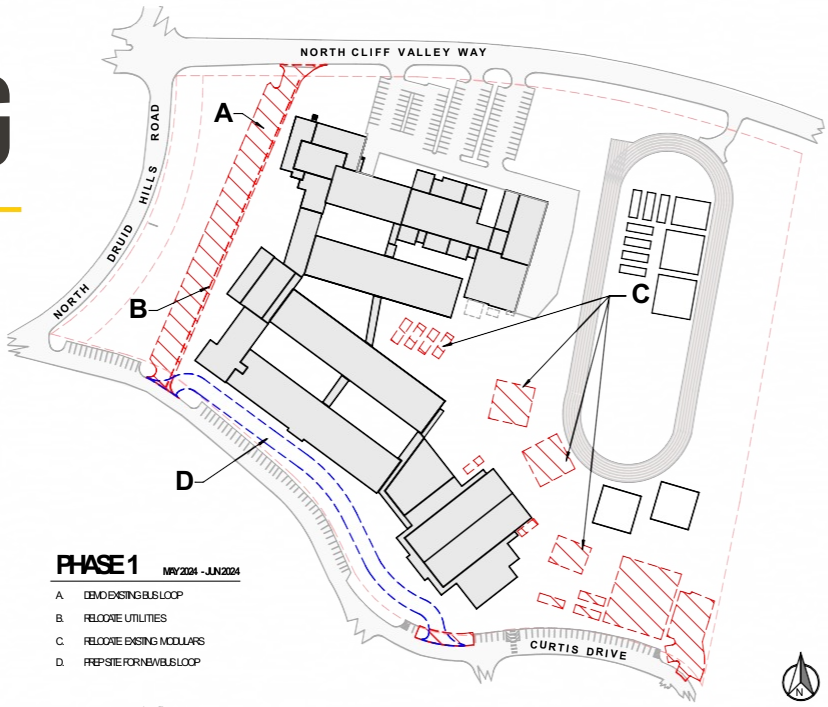 G
NORTH CLIFF VALLEY WAY
NORTH DRUID HILLS ROAD
A
B
C
D
CURTIS DRIVE
PHASE 1 MAY 2024 - JUN 2024
A. DEMO EXISTING BUS LOOP
B. RELOCATE UTILITIES
C. RELOCATE EXISTING MODULARS
D. PREP SITE FOR NEW BUS LOOP
N